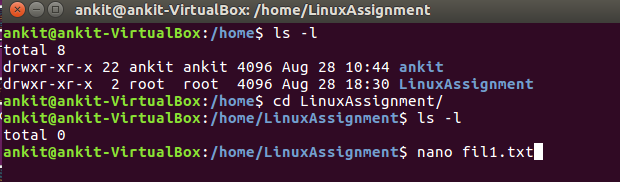 ankit@ankit-VirtualBox: /home/LinuxAssignment
ankit@ankit-VirtualBox:/home$ ls -l
total 8
drwxr-xr-x 22 ankit ankit 4096 Aug 28 10:44 ankit
drwxr-xr-x  2 root  root  4096 Aug 28 18:30 LinuxAssignment
ankit@ankit-VirtualBox:/home$ cd LinuxAssignment/
ankit@ankit-VirtualBox:/home/LinuxAssignment$ ls -l
total 0
ankit@ankit-VirtualBox:/home/LinuxAssignment$ nano fil1.txt